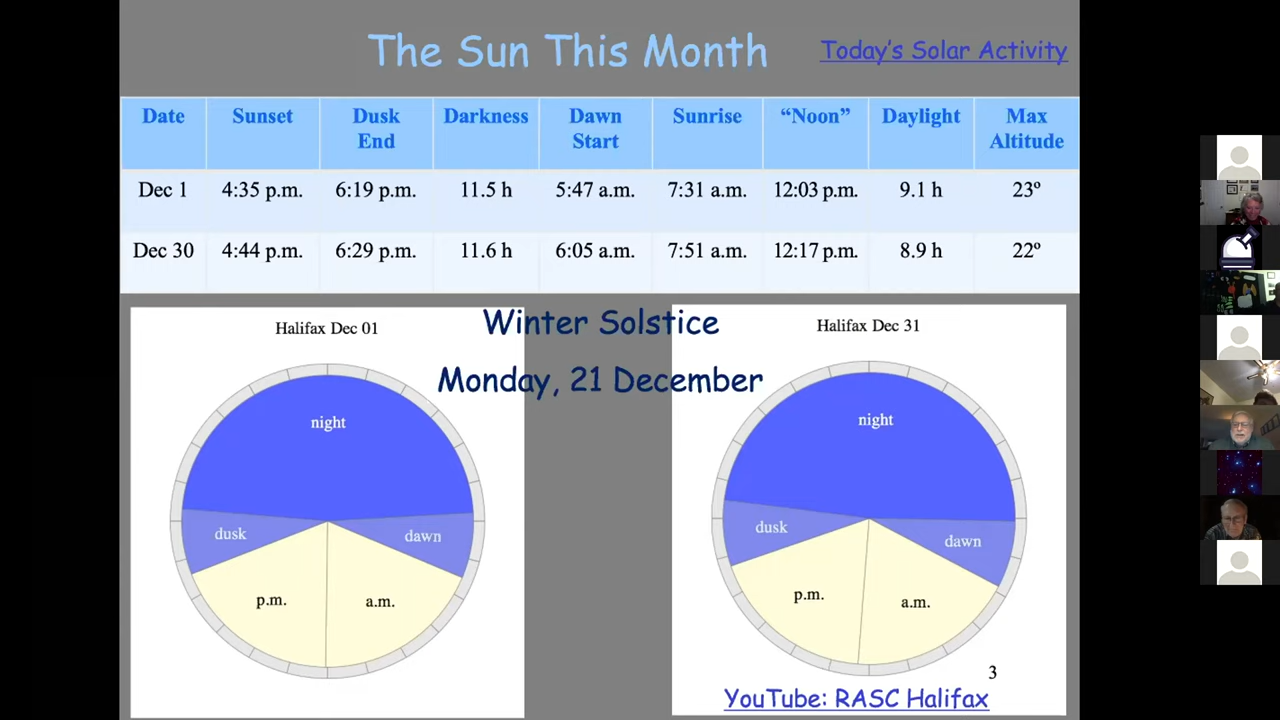 The Sun This Month
Today's Solar Activity
Date Sunset Dusk End Darkness Dawn Start Sunrise “Noon” Daylight Max Altitude
Dec 1 4:35 p.m. 6:19 p.m. 11.5 h 5:47 a.m. 7:31 a.m. 12:03 p.m. 9.1 h 23º
Dec 30 4:44 p.m. 6:29 p.m. 11.6 h 6:05 a.m. 7:51 a.m. 12:17 p.m. 8.9 h 22º
Winter Solstice
Monday, 21 December
Halifax Dec 01
night
dusk
dawn
p.m.
a.m.
Halifax Dec 31
night
dusk
dawn
p.m.
a.m.
3
YouTube: RASC Halifax